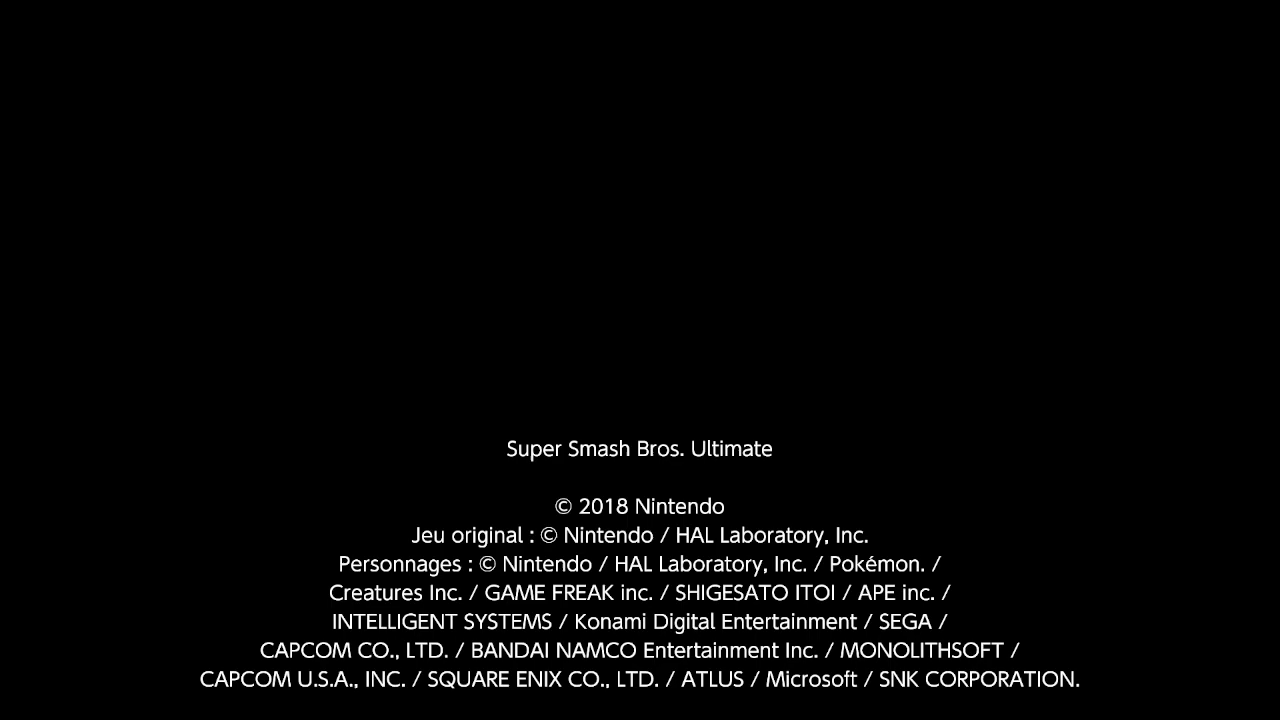 Super Smash Bros. Ultimate
© 2018 Nintendo
Jeu original : © Nintendo / HAL Laboratory, Inc.
Personnages : © Nintendo / HAL Laboratory, Inc. / Pokémon. /
Creatures Inc. / GAME FREAK inc. / SHIGESATO ITOI / APE inc. /
INTELLIGENT SYSTEMS / Konami Digital Entertainment / SEGA /
CAPCOM CO., LTD. / BANDAI NAMCO Entertainment Inc. / MONOLITHSOFT /
CAPCOM U.S.A., INC. / SQUARE ENIX CO., LTD. / ATLUS / Microsoft / SNK CORPORATION.